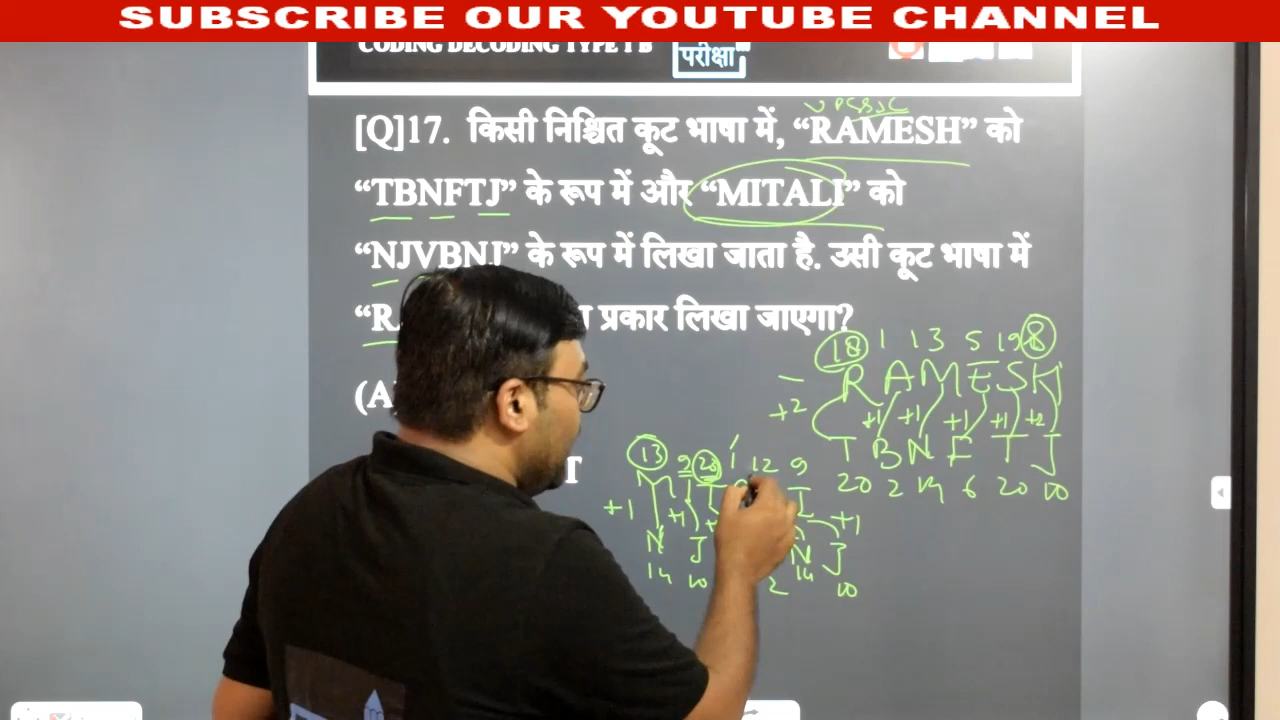 SUBSCRIBE OUR YOUTUBE CHANNEL
CODING DECODING TYPE I B
परीक्षा
UPSSSC
[Q]17. किसी निश्चित कूट भाषा में, “RAMESH” को
“TBNFTJ” के रूप में और “MITALI” को
“NJVBNJ” के रूप में लिखा जाता है. उसी कूट भाषा में
“R प्रकार लिखा जाएगा?
(A)
T
18 1 13 5 19 8
R A M E S H
+2 +1 +1 +1 +1 +2
T B N F T J
20 2 14 6 20 10
13 9 20 1 12 9
M I T
+1 +1 +1
N J N J
14 10 2 14 10